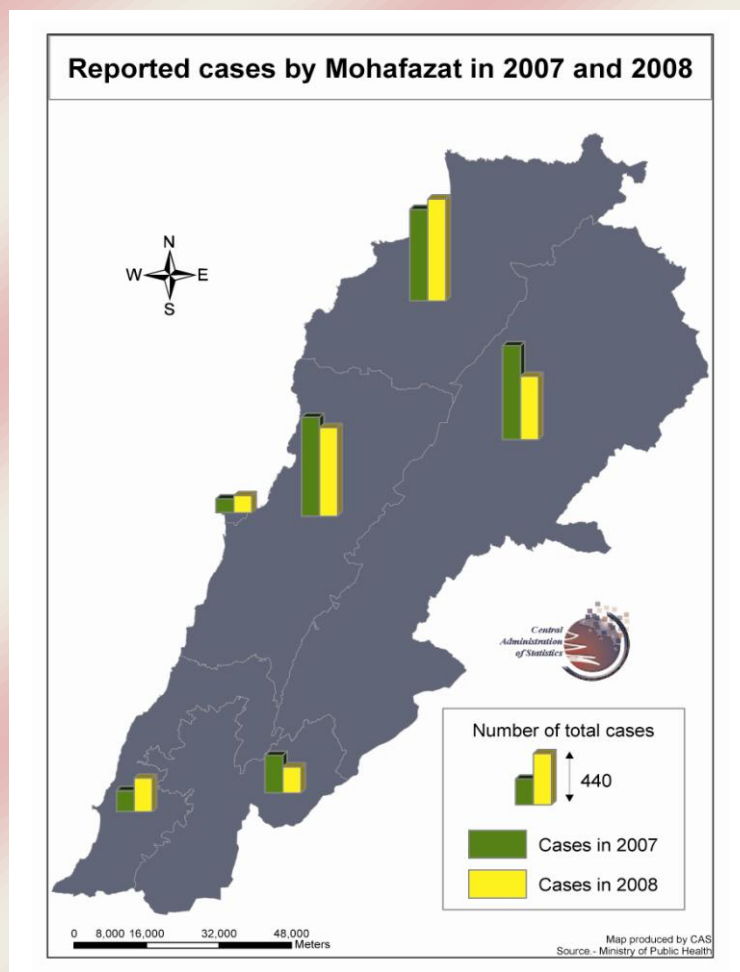 Reported cases by Mohafazat in 2007 and 2008
N
W E
S
Central
Administration
of Statistics
Number of total cases
440
Cases in 2007
Cases in 2008
0 8,000 16,000 32,000 48,000
Meters
Map produced by CAS
Source - Ministry of Public Health